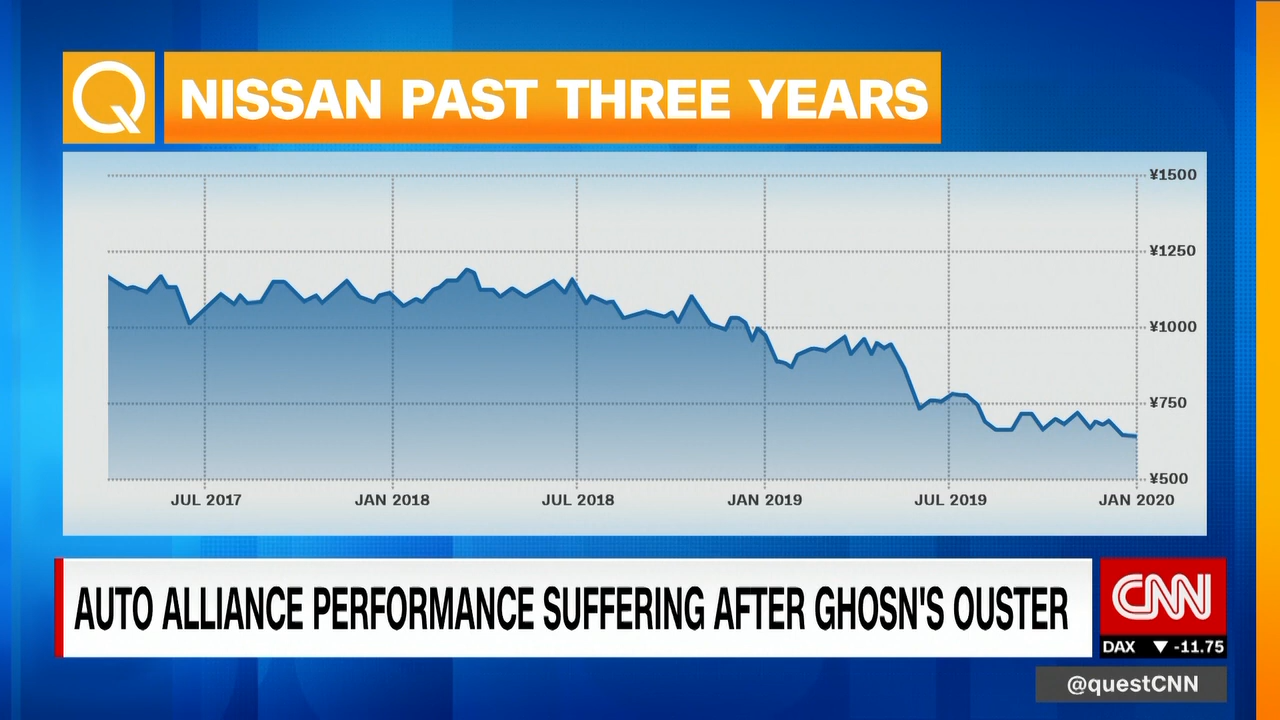 Q NISSAN PAST THREE YEARS
¥1500
¥1250
¥1000
¥750
¥500
JUL 2017 JAN 2018 JUL 2018 JAN 2019 JUL 2019 JAN 2020
AUTO ALLIANCE PERFORMANCE SUFFERING AFTER GHOSN'S OUSTER
CNN
DAX ▼ -11.75
@questCNN